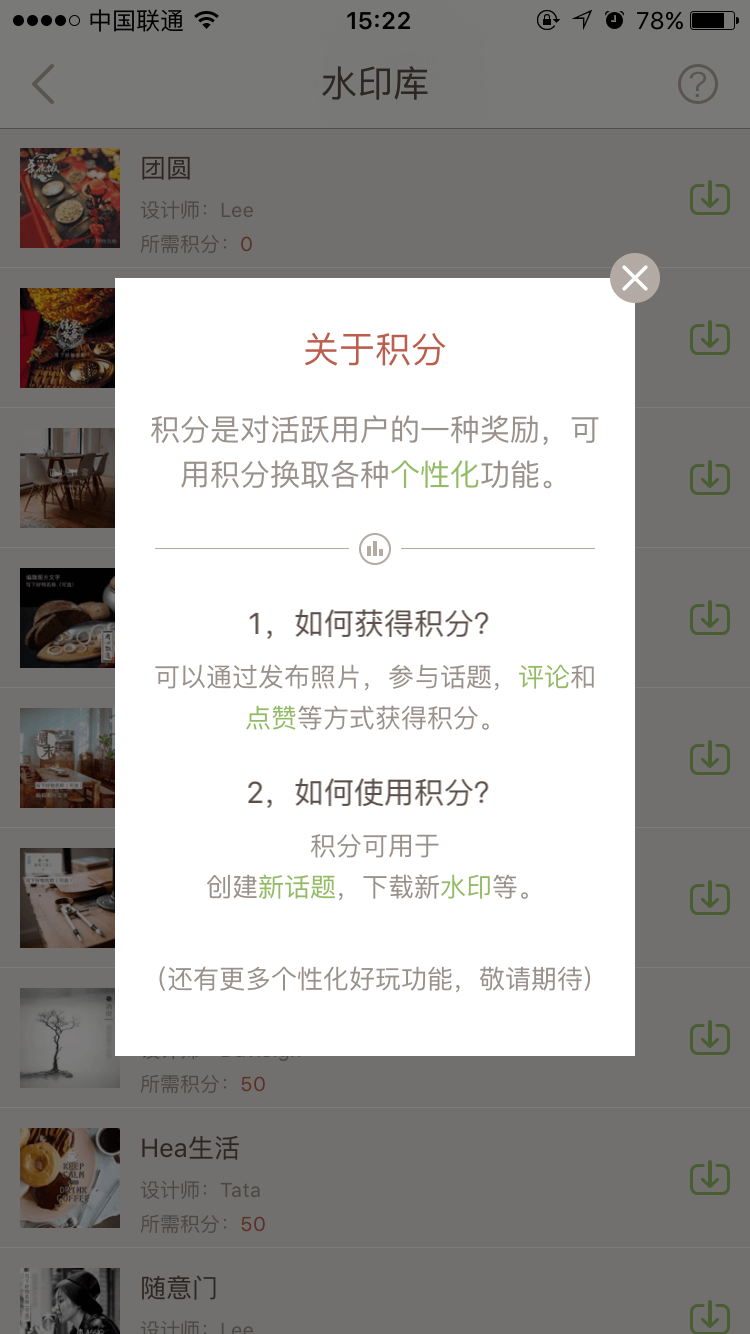 中国联通
15:22
78%
水印库
团圆
设计师：Lee
所需积分：0
关于积分
积分是对活跃用户的一种奖励，可
用积分换取各种个性化功能。
1，如何获得积分？
可以通过发布照片，参与话题，评论和
点赞等方式获得积分。
2，如何使用积分？
积分可用于
创建新话题，下载新水印等。
（还有更多个性化好玩功能，敬请期待）
所需积分：50
Hea生活
设计师：Tata
所需积分：50
KEEP
CALM
DRINK
COFFEE
随意门
设计师：Lee